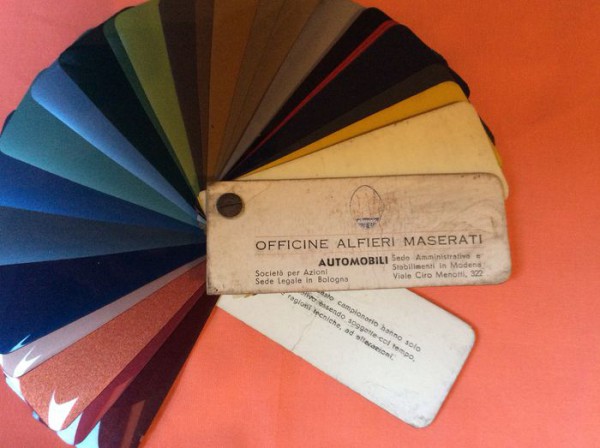 OFFICINE ALFIERI MASERATI
AUTOMOBILI
Società per Azioni
Sede Legale in Bologna
Sede Amministrativa e
Stabilimenti in Modena
Viale Ciro Menotti, 322
campionario hanno solo
essendo soggette col tempo,
ragioni tecniche, ad alterazioni.